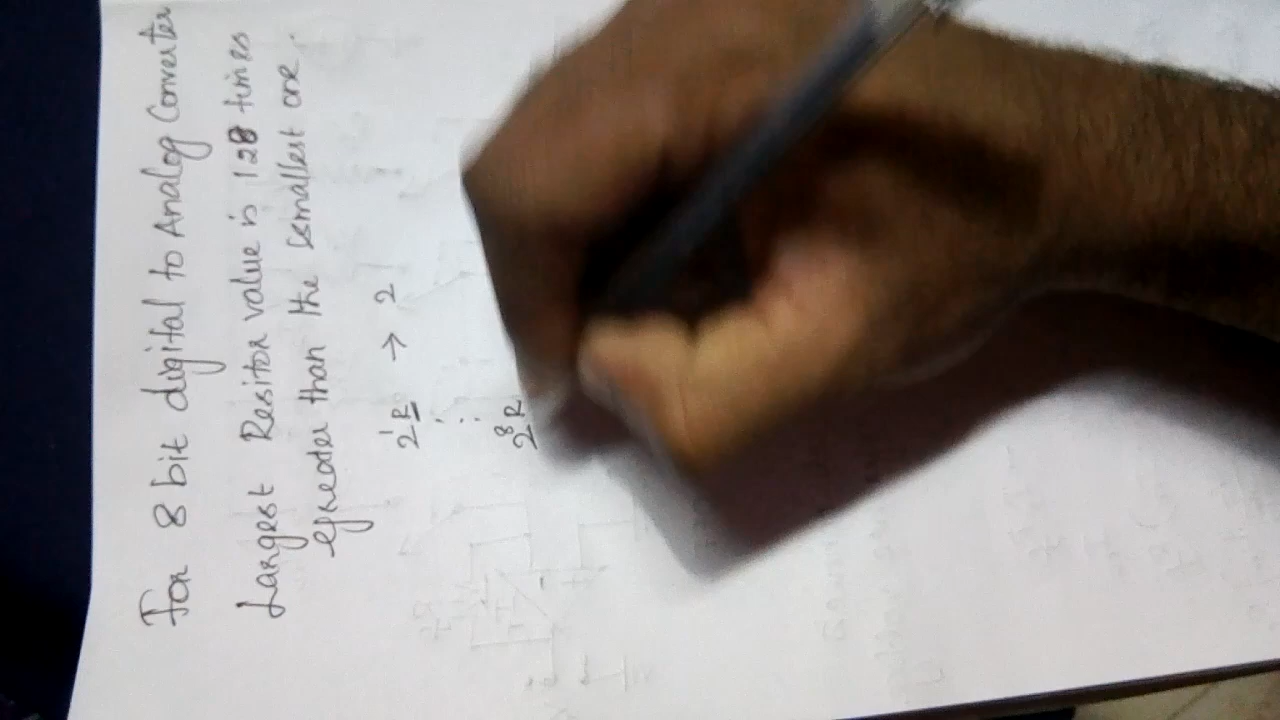 For 8 bit digital to Analog Converter
Largest Resitor value is 128 times
greater than the smallest one.
2¹R → 2
:
:
2⁸R